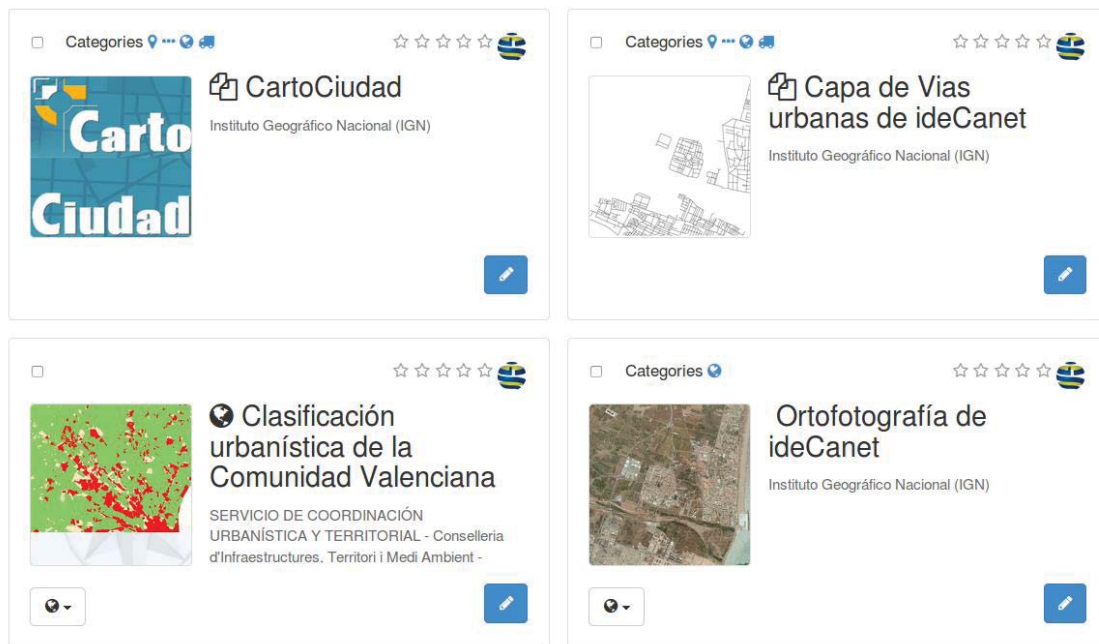 Categories
CartoCiudad
Instituto Geográfico Nacional (IGN)
Carto
Ciudad
Categories
Capa de Vias
urbanas de ideCanet
Instituto Geográfico Nacional (IGN)
Clasificación
urbanística de la
Comunidad Valenciana
SERVICIO DE COORDINACIÓN
URBANÍSTICA Y TERRITORIAL - Conselleria
d'Infraestructures, Territori i Medi Ambient -
Categories
Ortofotografía de
ideCanet
Instituto Geográfico Nacional (IGN)